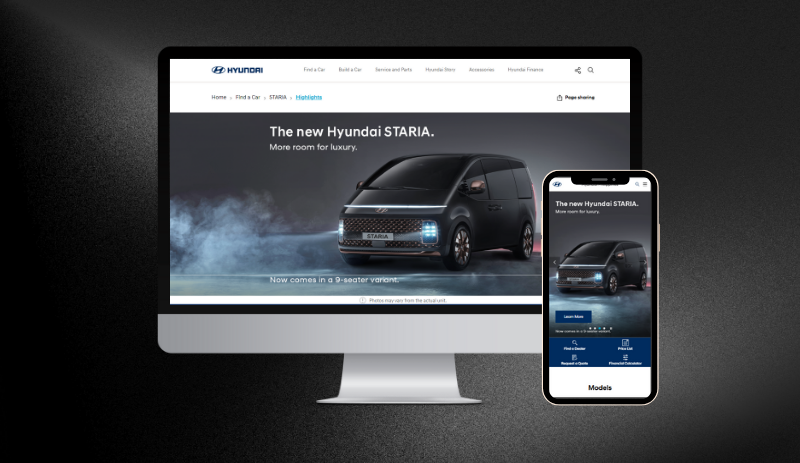 HYUNDAI
Find a Car Build a Car Service and Parts Hyundai Story Accessories Hyundai Finance
Home > Find a Car > STARIA > Highlights
Page sharing
The new Hyundai STARIA.
More room for luxury.
STARIA
Now comes in a 9-seater variant.
Photos may vary from the actual unit.
The new Hyundai STARIA.
More room for luxury.
Learn More
Now comes in a 9-seater variant.
Find a Dealer Price List
Request a Quote Financial Calculator
Models